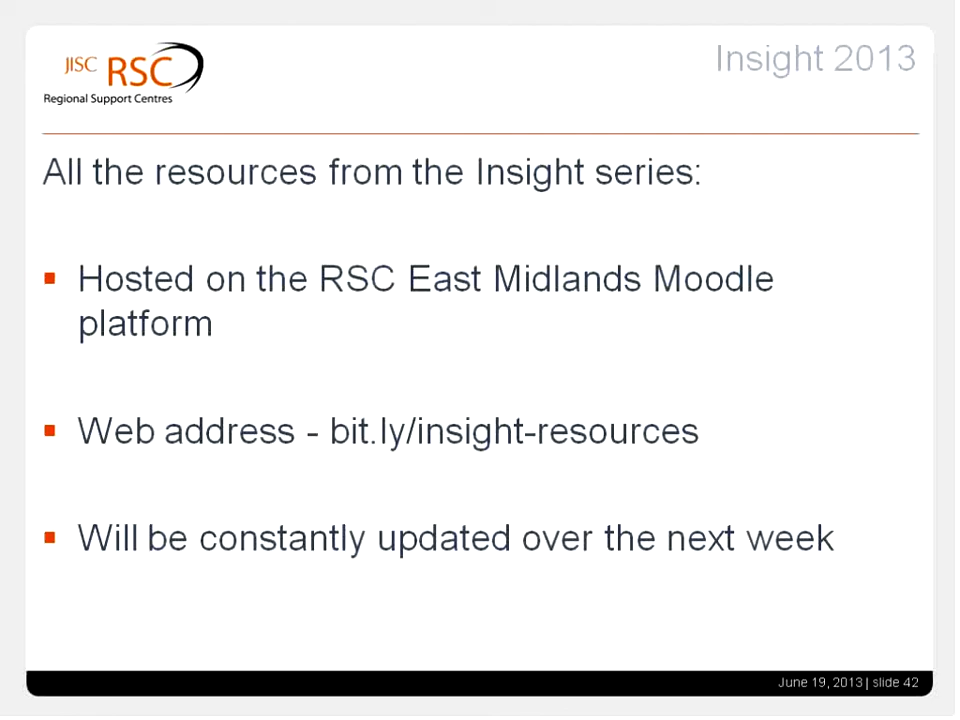 JISC RSC
Regional Support Centres
Insight 2013
All the resources from the Insight series:
▪ Hosted on the RSC East Midlands Moodle
platform
▪ Web address - bit.ly/insight-resources
▪ Will be constantly updated over the next week
June 19, 2013 | slide 42